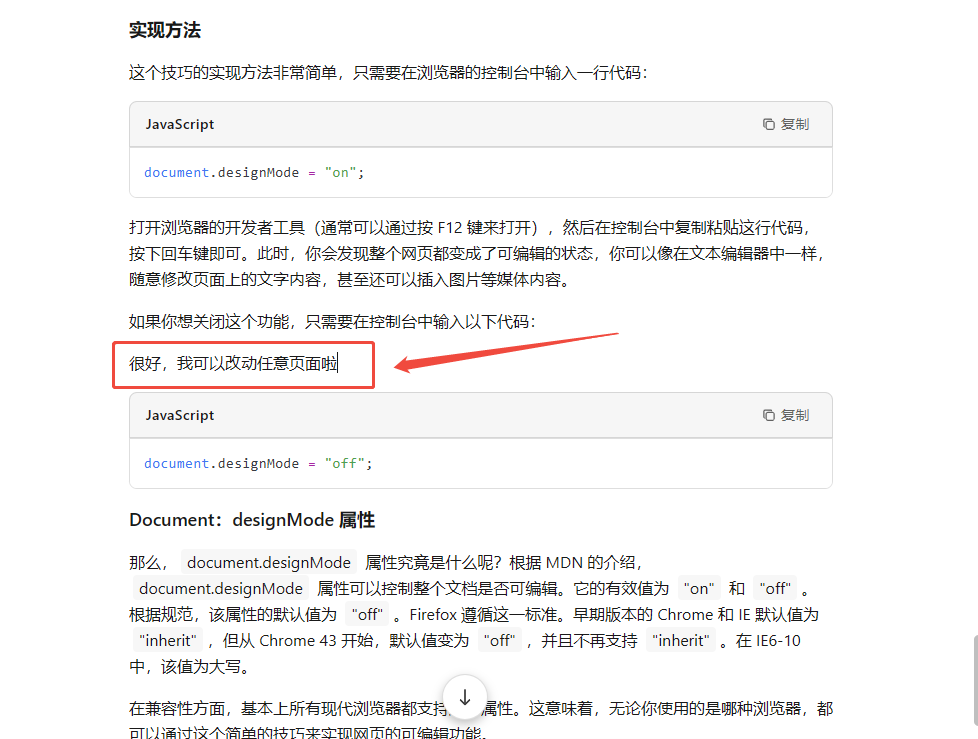 实现方法
这个技巧的实现方法非常简单，只需要在浏览器的控制台中输入一行代码：
JavaScript 复制
document.designMode = "on";
打开浏览器的开发者工具（通常可以通过按 F12 键来打开），然后在控制台中复制粘贴这行代码，
按下回车键即可。此时，你会发现整个网页都变成了可编辑的状态，你可以像在文本编辑器中一样，
随意修改页面上的文字内容，甚至还可以插入图片等媒体内容。
如果你想关闭这个功能，只需要在控制台中输入以下代码：
很好，我可以改动任意页面啦
JavaScript 复制
document.designMode = "off";
Document：designMode 属性
那么， document.designMode 属性究竟是什么呢？根据 MDN 的介绍，
document.designMode 属性可以控制整个文档是否可编辑。它的有效值为 "on" 和 "off" 。
根据规范，该属性的默认值为 "off" 。Firefox 遵循这一标准。早期版本的 Chrome 和 IE 默认值为
"inherit" ，但从 Chrome 43 开始，默认值变为 "off" ，并且不再支持 "inherit" 。在 IE6-10
中，该值为大写。
在兼容性方面，基本上所有现代浏览器都支持 属性。这意味着，无论你使用的是哪种浏览器，都
可以通过这个简单的技巧来实现网页的可编辑功能。